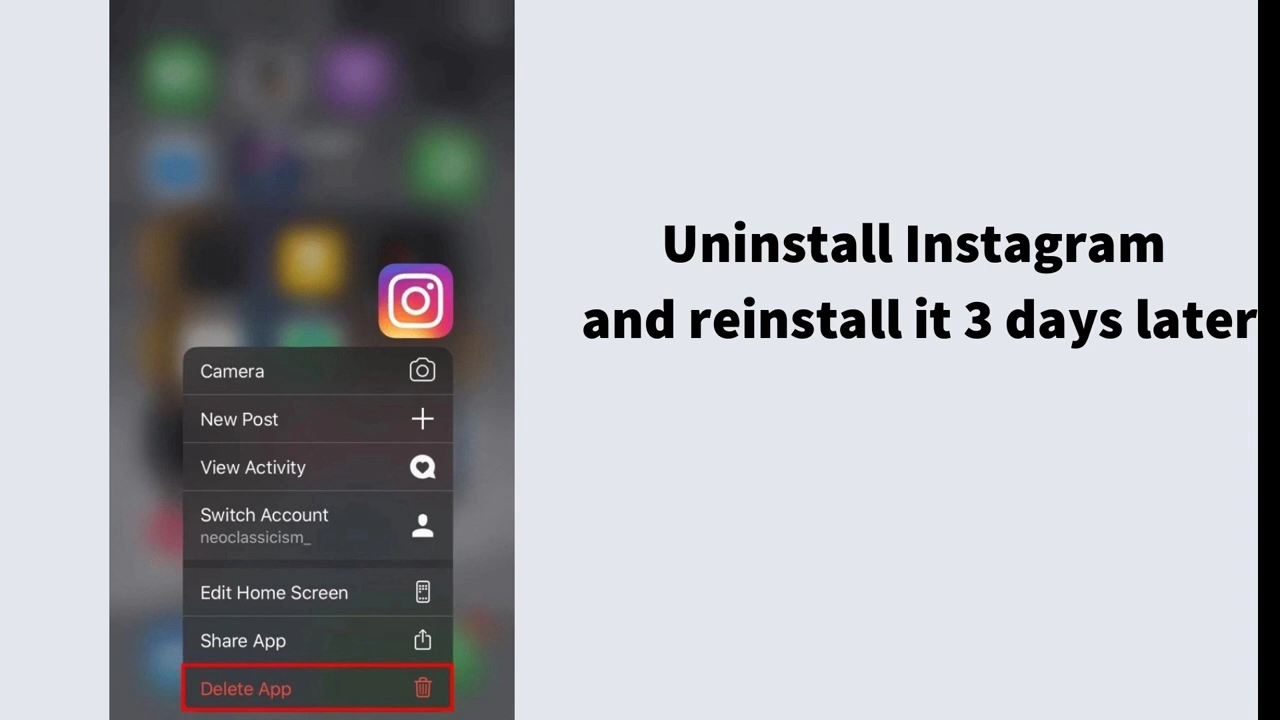 Uninstall Instagram
and reinstall it 3 days later
Camera
New Post
View Activity
Switch Account
neoclassicism_
Edit Home Screen
Share App
Delete App